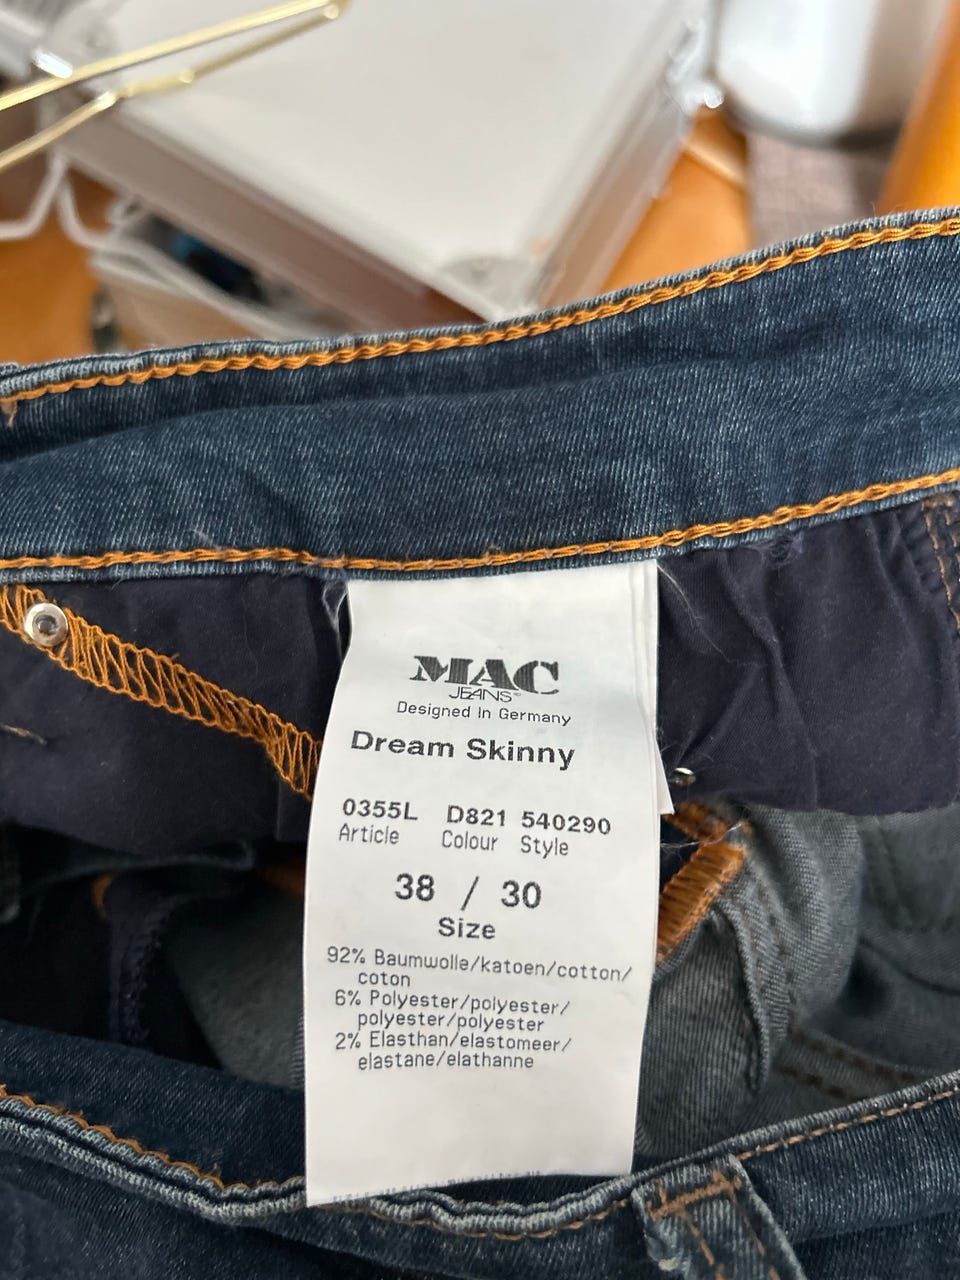 MAC
JEANS®
Designed In Germany
Dream Skinny
0355L D821 540290
Article Colour Style
38 / 30
Size
92% Baumwolle/katoen/cotton/
coton
6% Polyester/polyester/
polyester/polyester
2% Elasthan/elastomeer/
elastane/elathanne